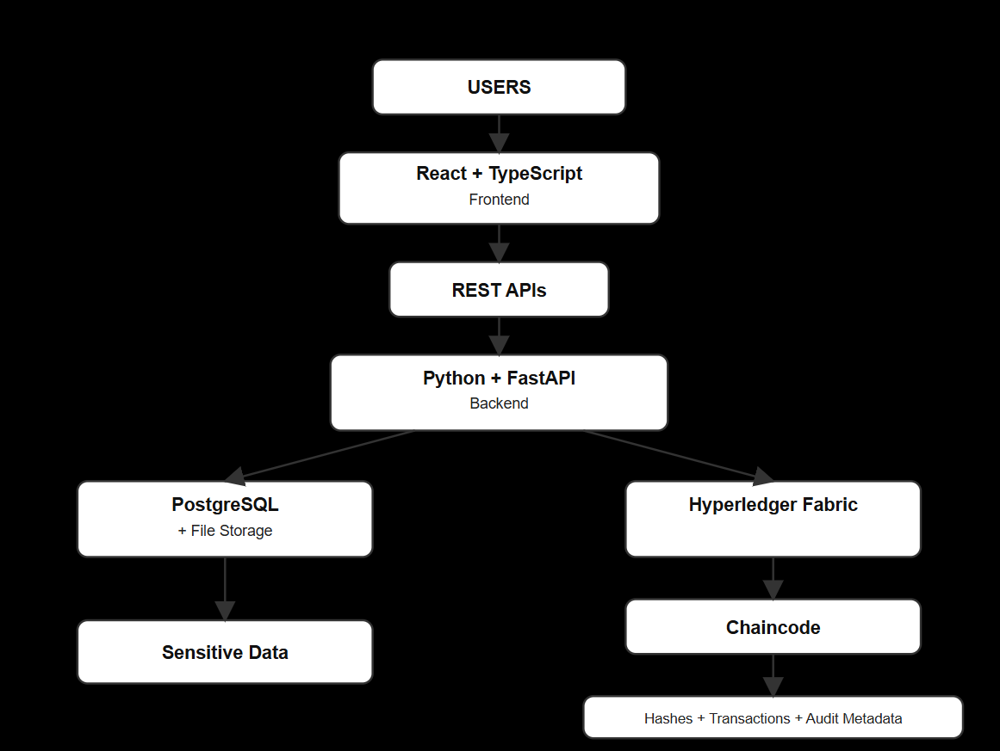 USERS
React + TypeScript
Frontend
REST APIs
Python + FastAPI
Backend
PostgreSQL
+ File Storage
Hyperledger Fabric
Sensitive Data
Chaincode
Hashes + Transactions + Audit Metadata